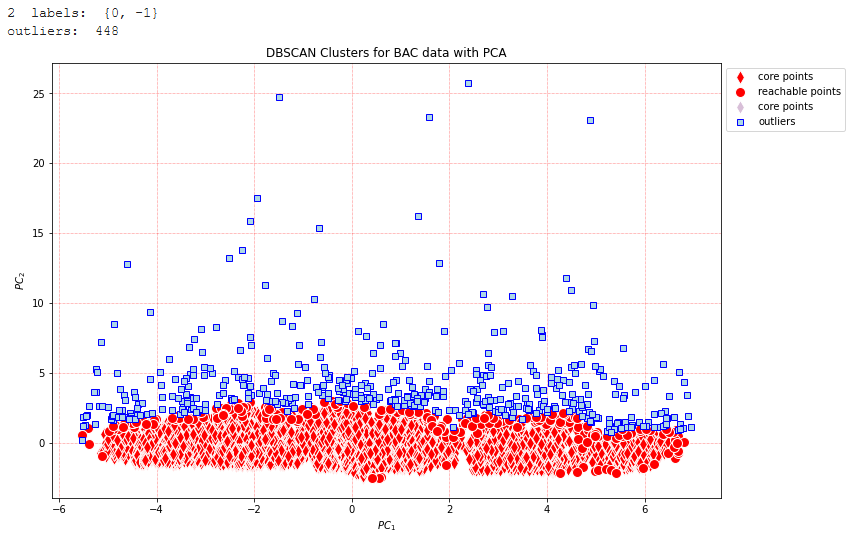 2  labels:  {0, -1}
outliers:  448
DBSCAN Clusters for BAC data with PCA
core points
reachable points
core points
outliers
25
20
15
10
5
0
PC2
−6
−4
−2
0
2
4
6
PC1